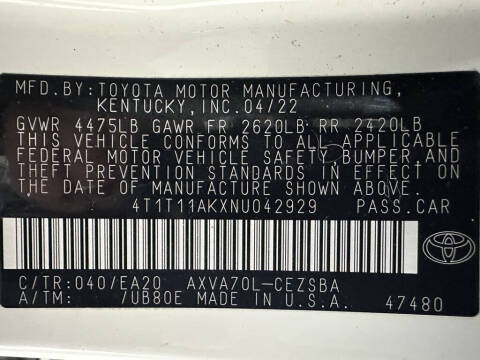 MFD. BY: TOYOTA MOTOR MANUFACTURING,
KENTUCKY, INC. 04/22
GVWR 4475LB GAWR FR 2620LB RR 2420LB
THIS VEHICLE CONFORMS TO ALL APPLICABLE
FEDERAL MOTOR VEHICLE SAFETY, BUMPER, AND
THEFT PREVENTION STANDARDS IN EFFECT ON
THE DATE OF MANUFACTURE SHOWN ABOVE.
4T1T11AKXNU042929 PASS. CAR
C/TR: 040/EA20 AXVA70L-CEZSBA
A/TM: /UB80E MADE IN U.S.A. 47480